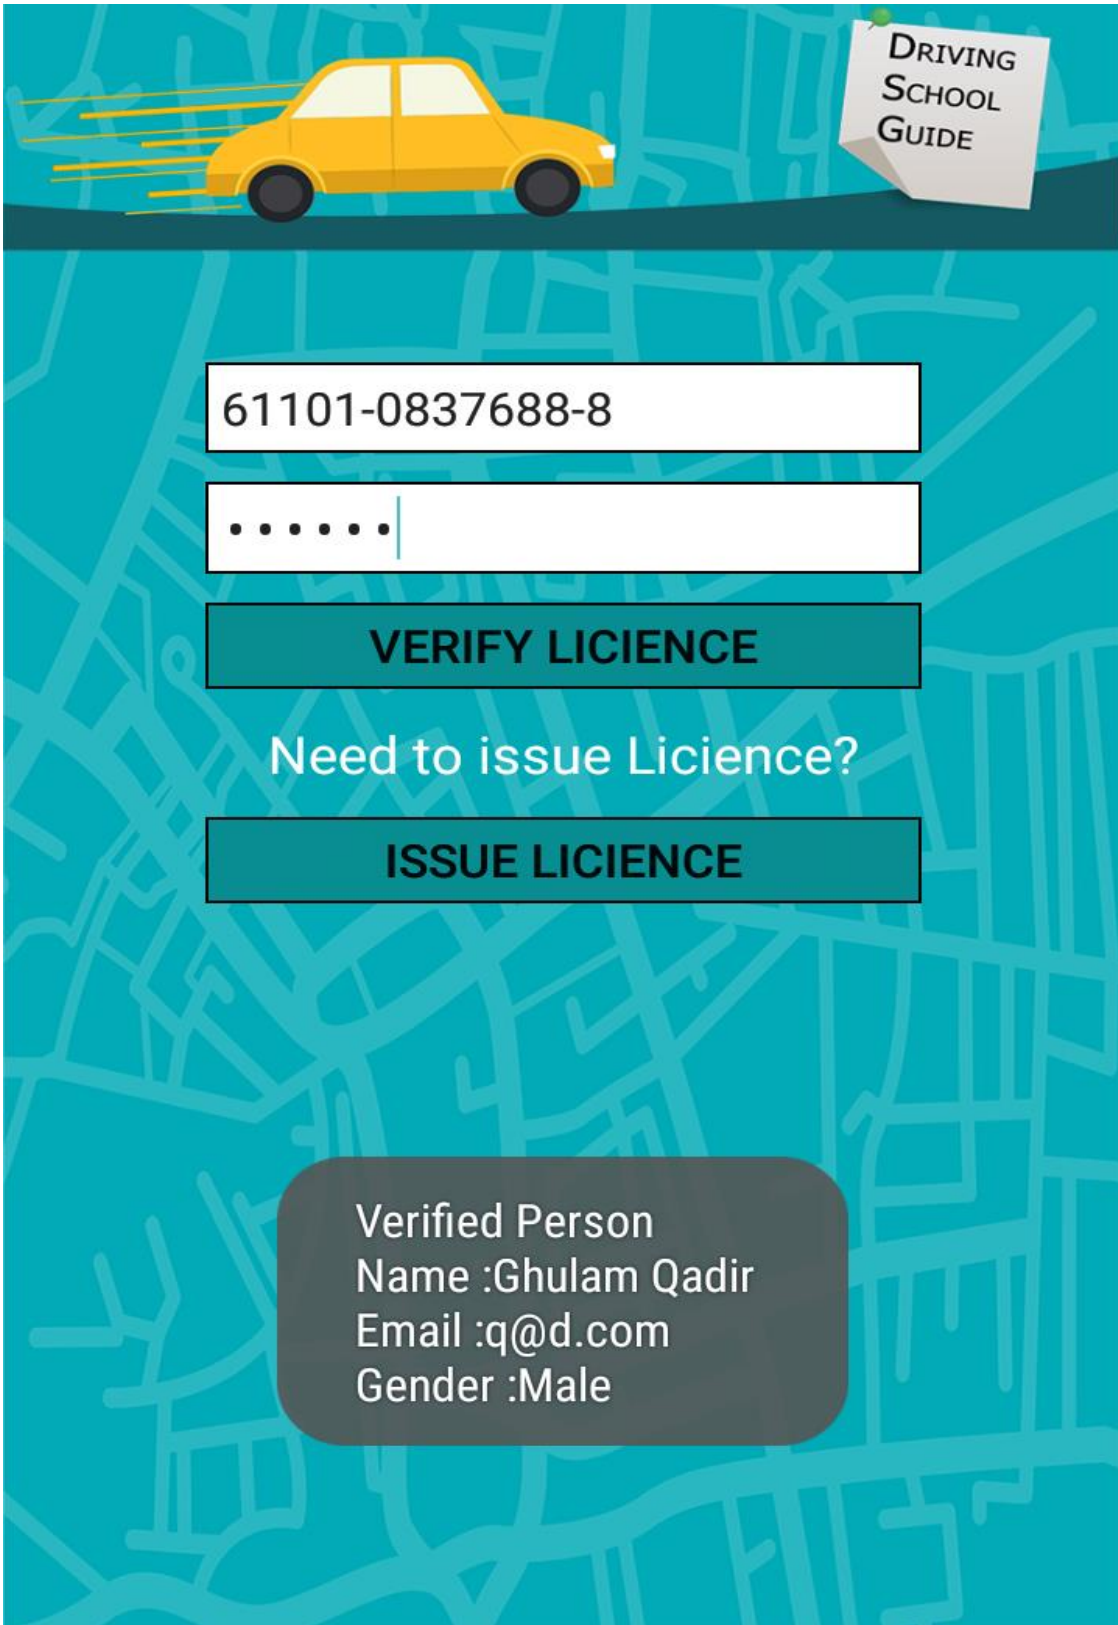 DRIVING
SCHOOL
GUIDE
61101-0837688-8
••••••
VERIFY LICIENCE
Need to issue Licience?
ISSUE LICIENCE
Verified Person
Name :Ghulam Qadir
Email :q@d.com
Gender :Male